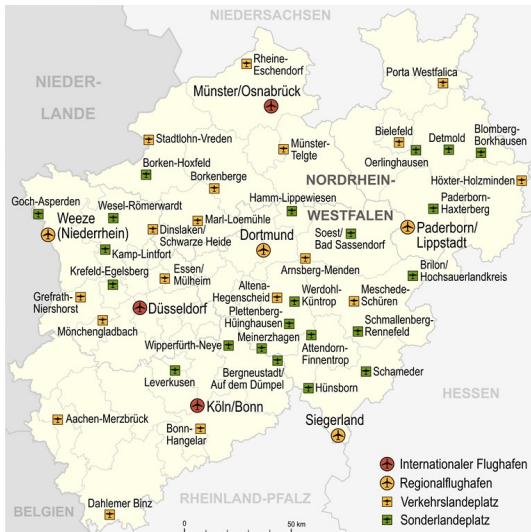 NIEDERSACHSEN
NIEDER-
LANDE
Rheine-
Eschendorf
Porta Westfalica
Münster/Osnabrück
Stadtlohn-Vreden
Münster-
Telgte
Bielefeld
Detmold
Blomberg-
Borkhausen
Oerlinghausen
Borken-Hoxfeld
Borkenberge
NORDRHEIN-
WESTFALEN
Höxter-Holzminden
Goch-Asperden
Wesel-Römerwardt
Hamm-Lippewiesen
Paderborn-
Haxterberg
Weeze
(Niederrhein)
Marl-Loemühle
Dinslaken/
Schwarze Heide
Dortmund
Soest/
Bad Sassendorf
Paderborn/
Lippstadt
Kamp-Lintfort
Arnsberg-Menden
Brilon/
Hochsauerlandkreis
Krefeld-Egelsberg
Essen/
Mülheim
Altena-
Hegenscheid
Werdohl-
Küntrop
Meschede-
Schüren
Grefrath-
Niershorst
Düsseldorf
Plettenberg-
Hüinghausen
Schmallenberg-
Rennefeld
Mönchengladbach
Wipperfürth-Neye
Meinerzhagen
Attendorn-
Finnentrop
Leverkusen
Bergneustadt/
Auf dem Dümpel
Hünsborn
Schameder
Köln/Bonn
Siegerland
HESSEN
Aachen-Merzbrück
Bonn-
Hangelar
Dahlemer Binz
BELGIEN
RHEINLAND-PFALZ
0 50 km
Internationaler Flughafen
Regionalflughafen
Verkehrslandeplatz
Sonderlandeplatz